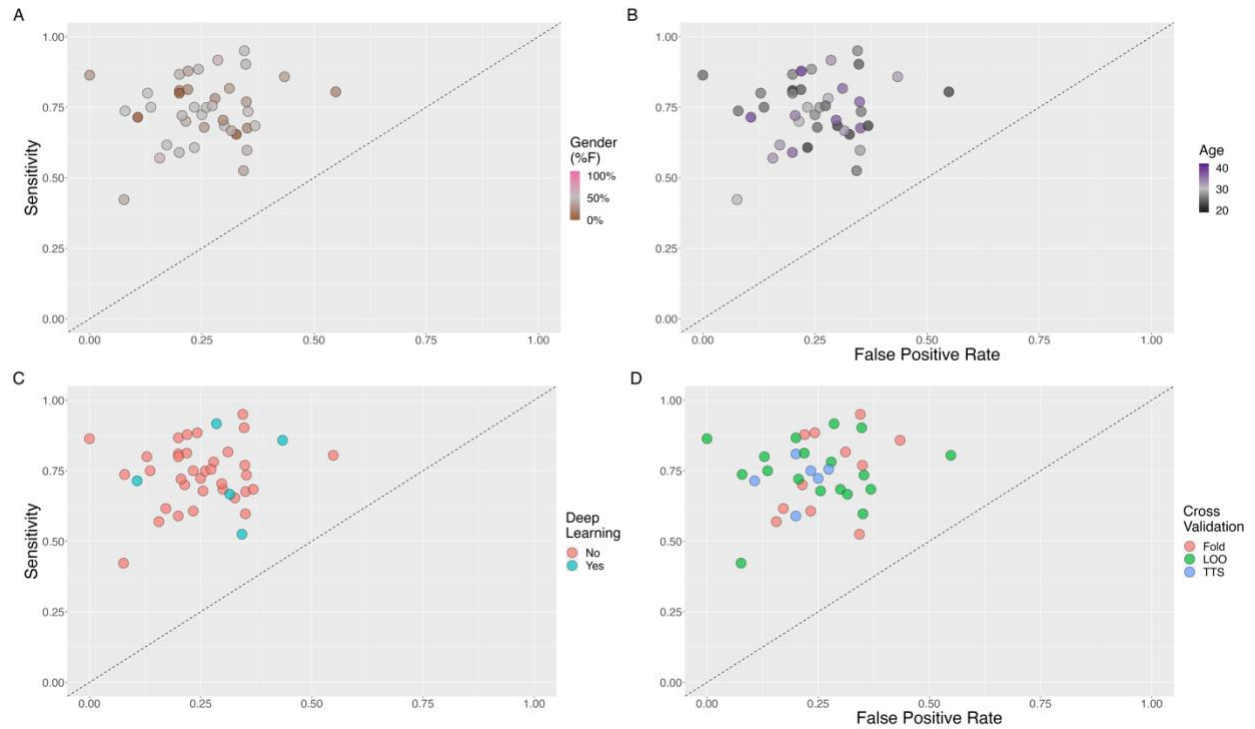 A
1.00
0.75
0.50
0.25
0.00
Sensitivity
0.00 0.25 0.50 0.75 1.00
Gender
(%F)
100%
50%
0%
B
1.00
0.75
0.50
0.25
0.00
0.00 0.25 0.50 0.75 1.00
False Positive Rate
Age
40
30
20
C
1.00
0.75
0.50
0.25
0.00
Sensitivity
0.00 0.25 0.50 0.75 1.00
Deep
Learning
No
Yes
D
1.00
0.75
0.50
0.25
0.00
0.00 0.25 0.50 0.75 1.00
False Positive Rate
Cross
Validation
Fold
LOO
TTS